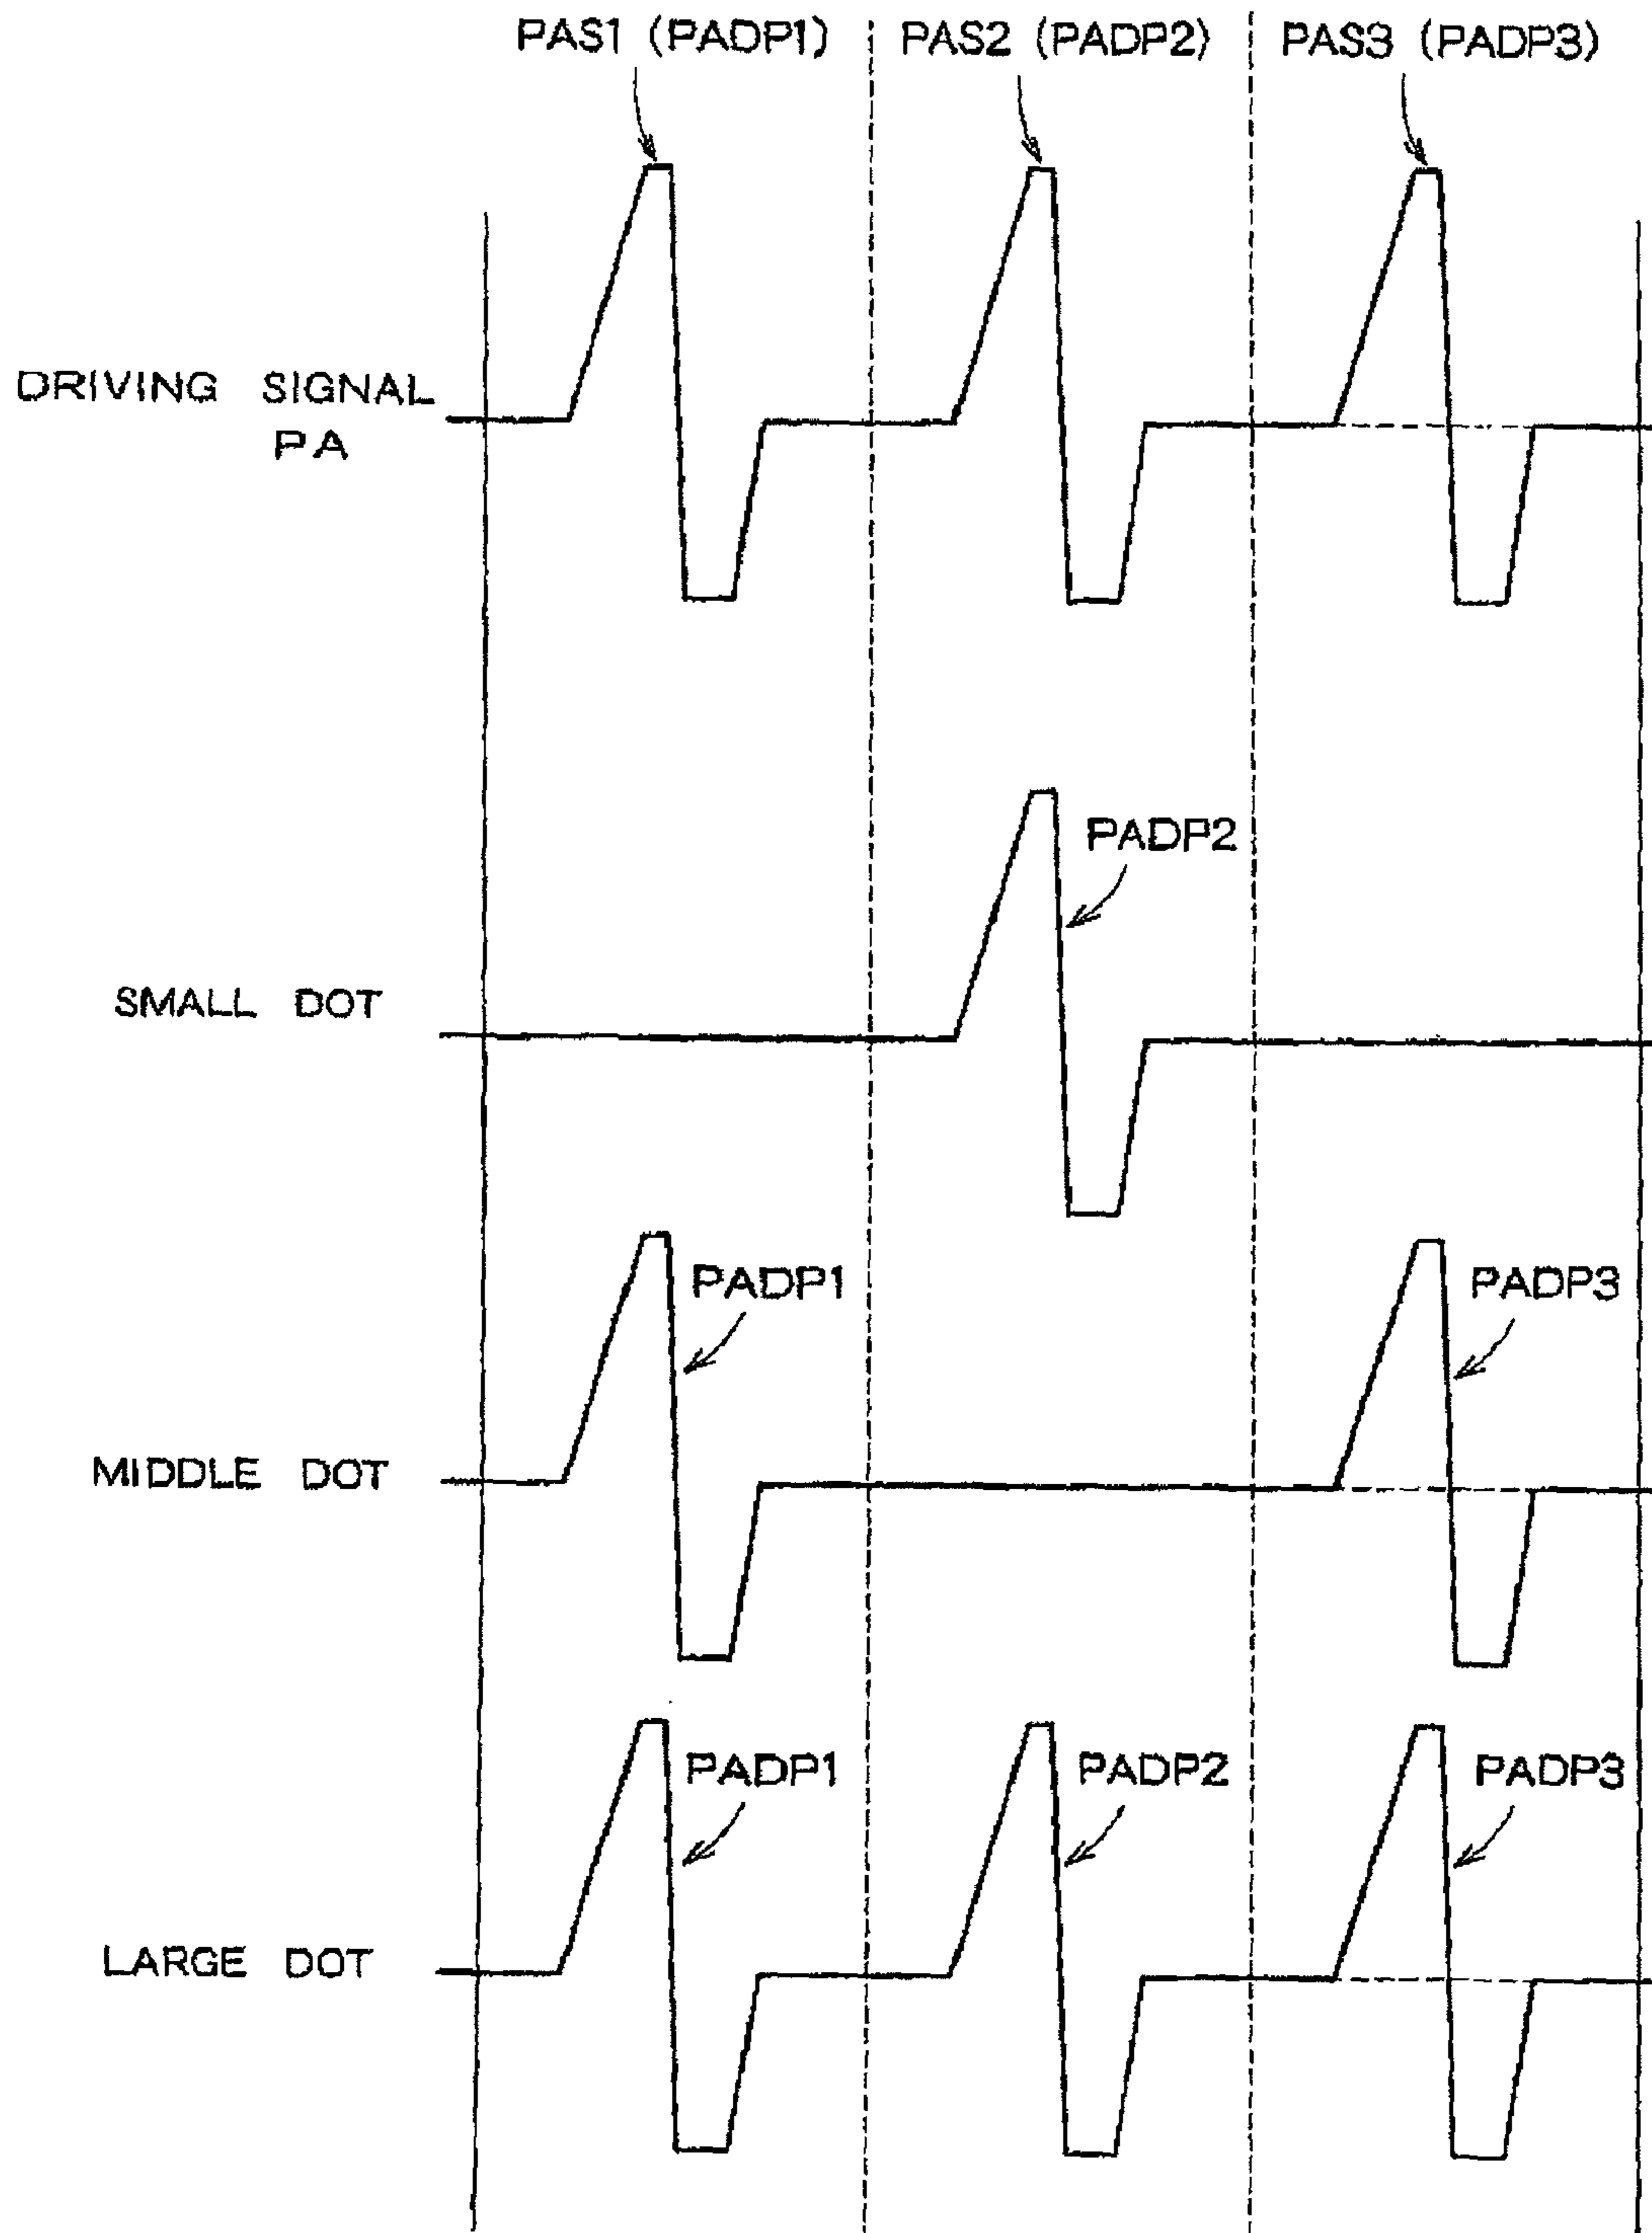 PAS1 (PADP1) PAS2 (PADP2) PAS3 (PADP3)
DRIVING SIGNAL
PA
PADP2
SMALL DOT
PADP1 PADP3
MIDDLE DOT
PADP1 PADP2 PADP3
LARGE DOT